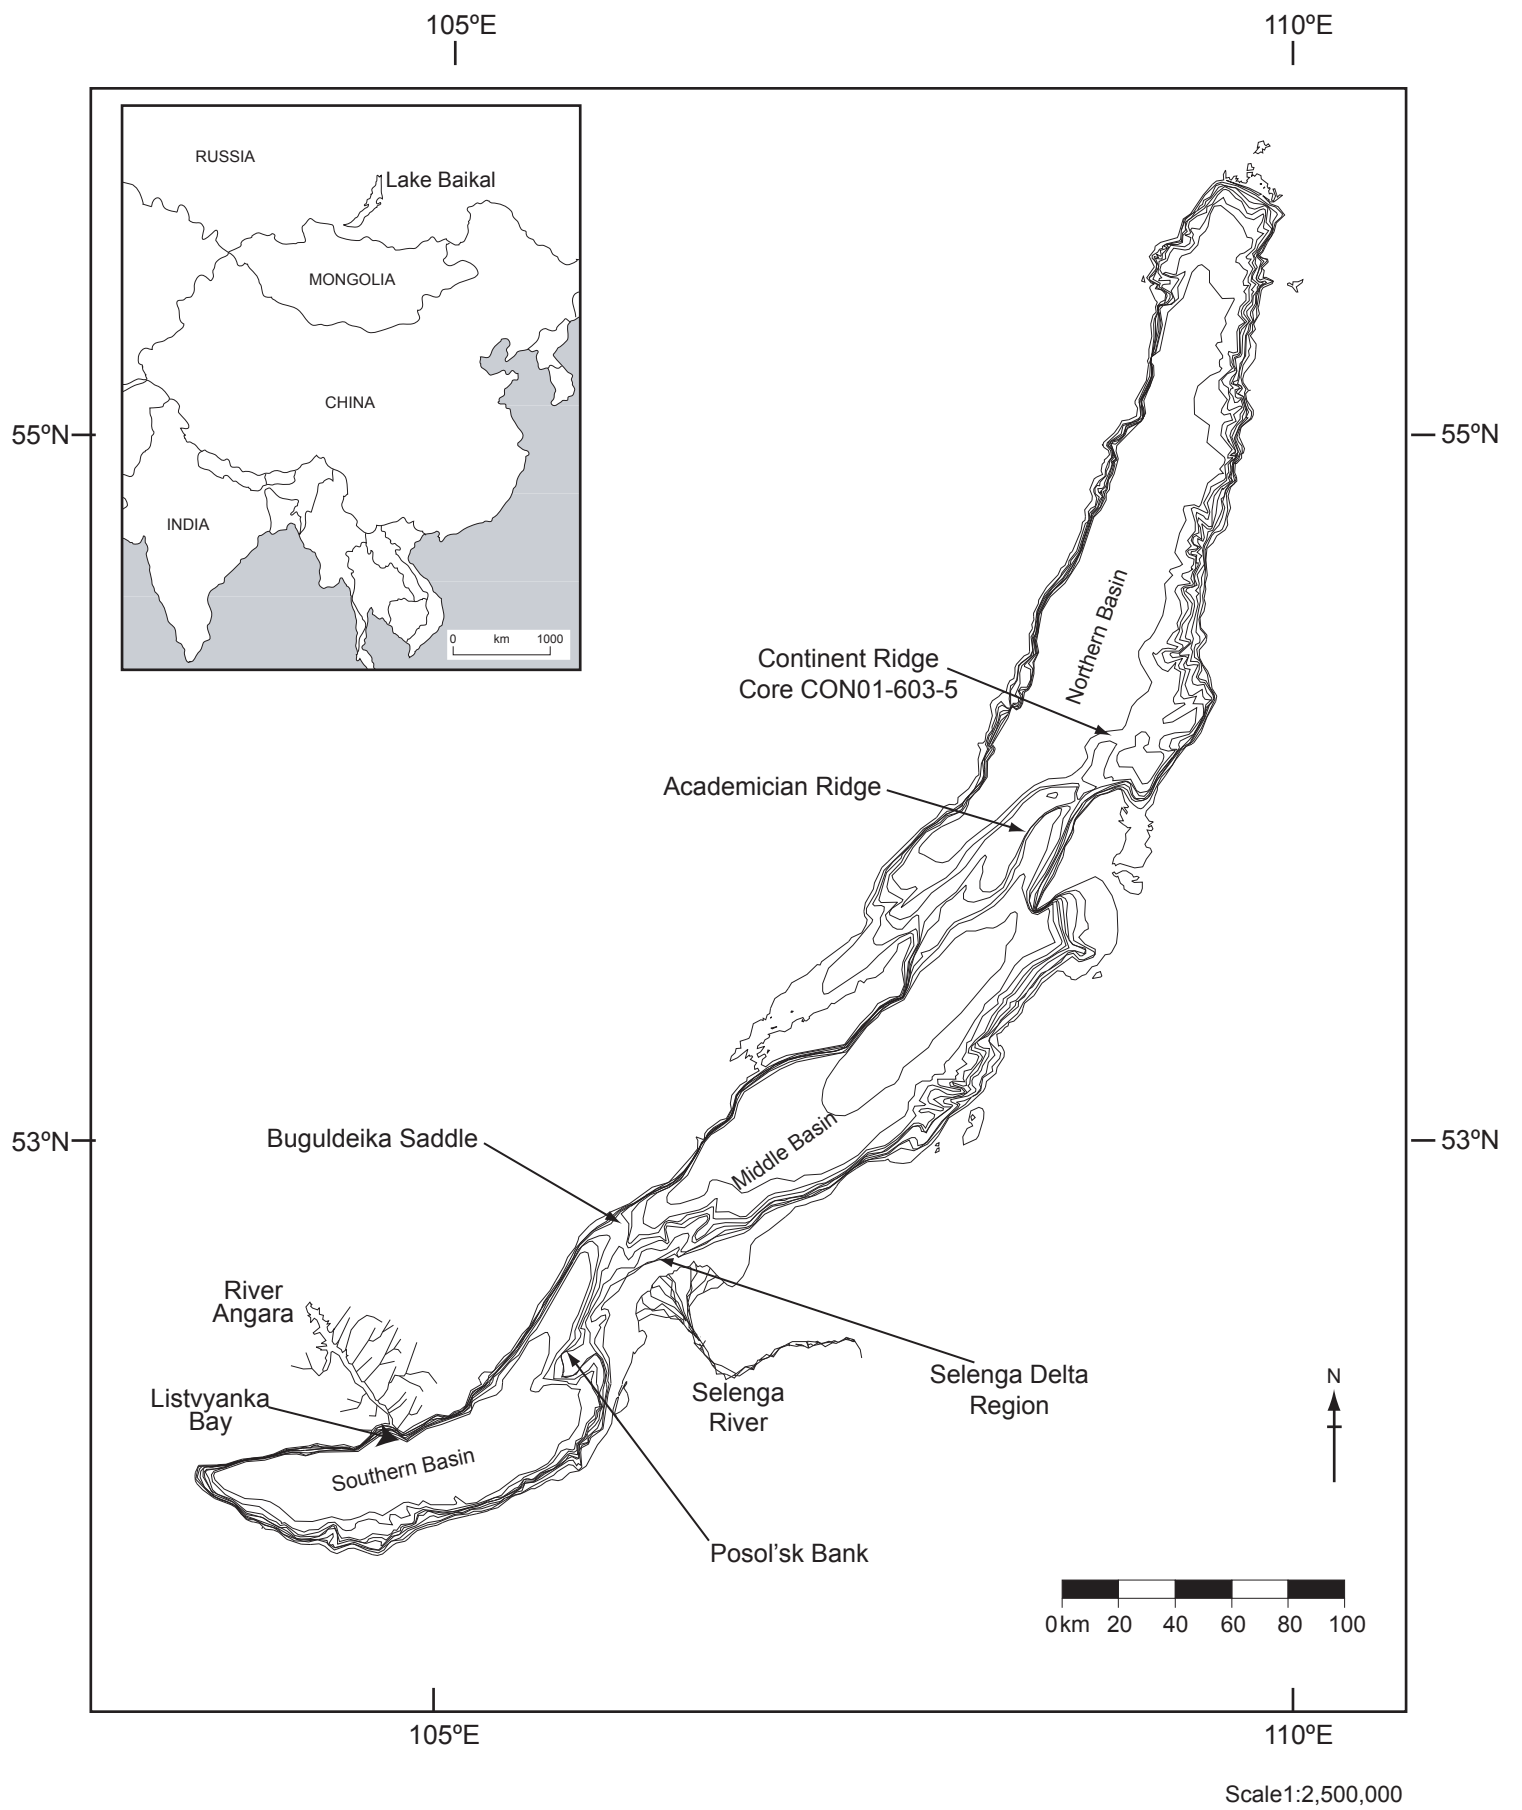 105ºE
110ºE
RUSSIA
Lake Baikal
MONGOLIA
CHINA
INDIA
0 km 1000
55ºN
55ºN
Northern Basin
Continent Ridge
Core CON01-603-5
Academician Ridge
53ºN
53ºN
Buguldeika Saddle
Middle Basin
River
Angara
Selenga Delta
Region
Selenga
River
Listvyanka
Bay
Southern Basin
N
Posol’sk Bank
0km 20 40 60 80 100
105ºE
110ºE
Scale1:2,500,000